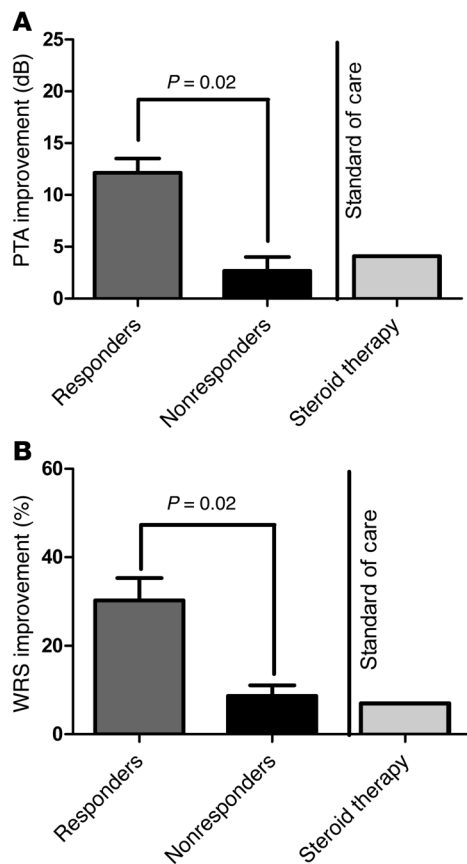 A
PTA improvement (dB)
25
20
15
10
5
0
P = 0.02
Standard of care
Responders
Nonresponders
Steroid therapy
B
WRS improvement (%)
60
40
20
0
P = 0.02
Standard of care
Responders
Nonresponders
Steroid therapy